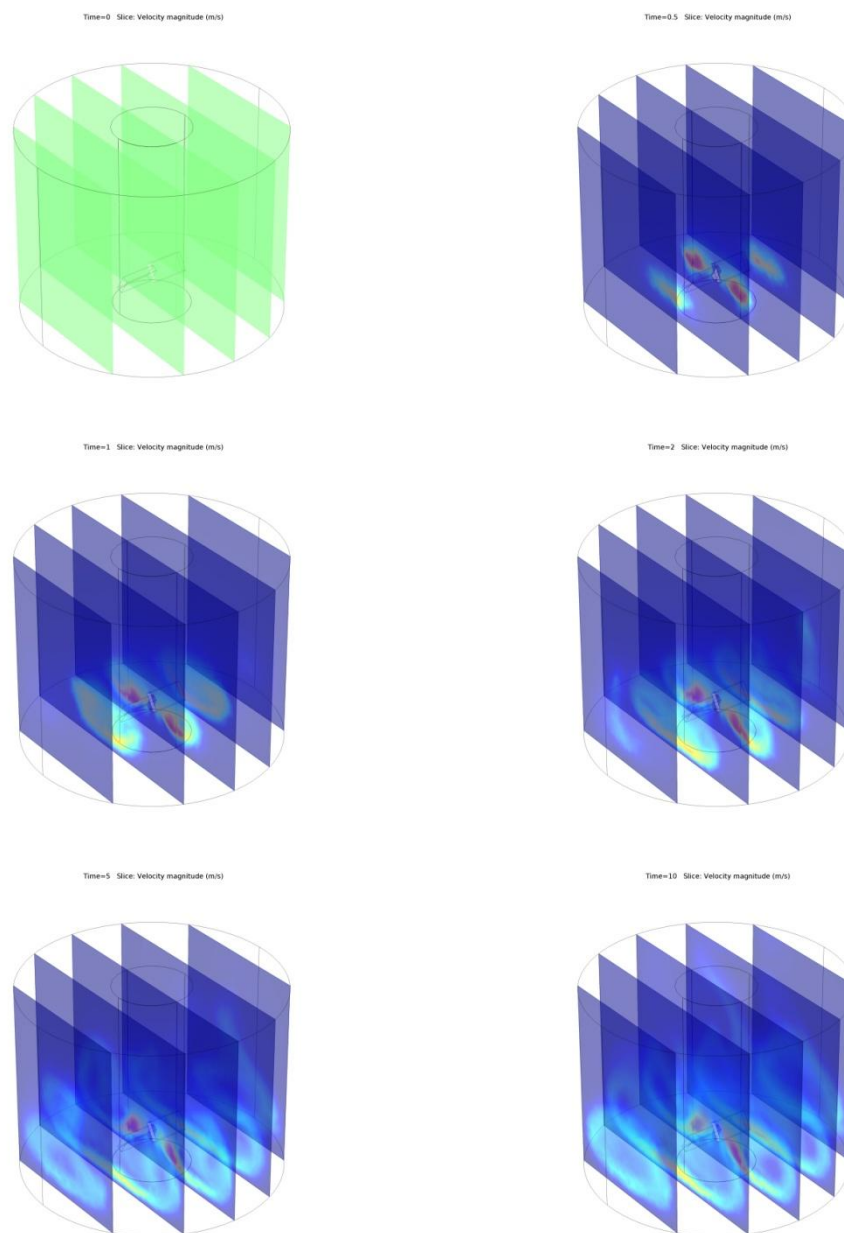 Time=0   Slice: Velocity magnitude (m/s)
Time=0.5   Slice: Velocity magnitude (m/s)
Time=1   Slice: Velocity magnitude (m/s)
Time=2   Slice: Velocity magnitude (m/s)
Time=5   Slice: Velocity magnitude (m/s)
Time=10   Slice: Velocity magnitude (m/s)